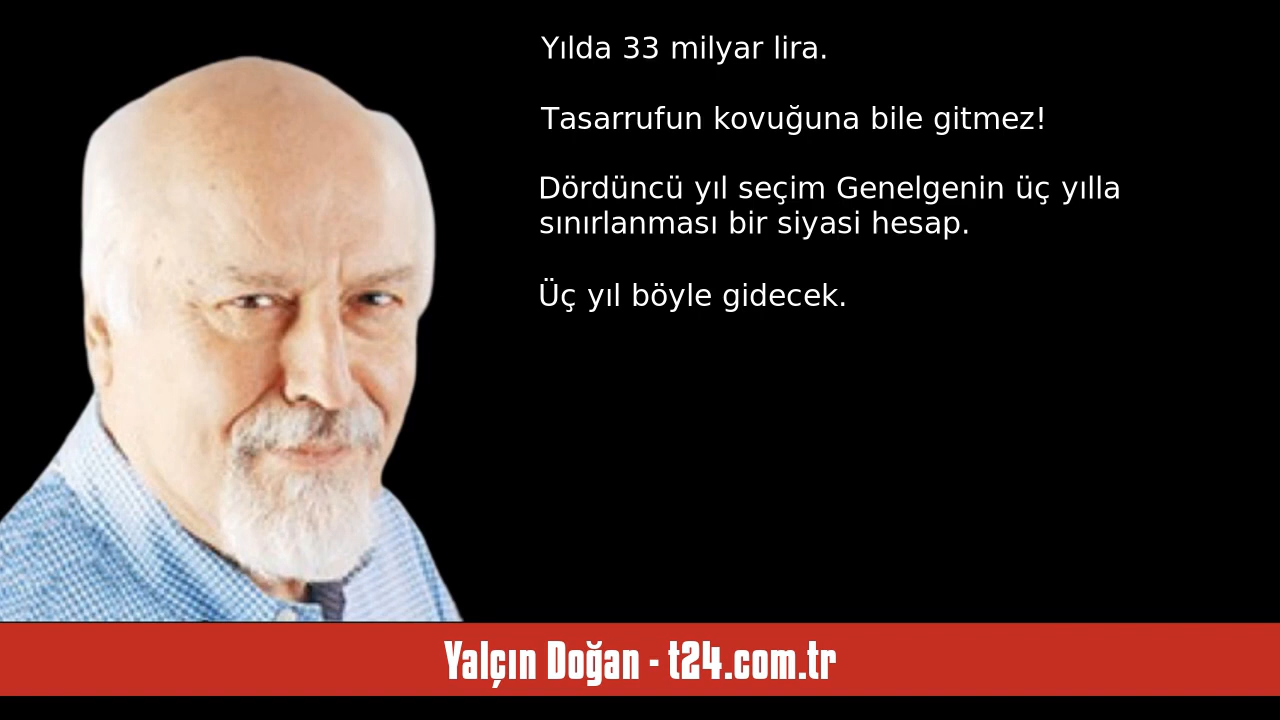 Yılda 33 milyar lira.
Tasarrufun kovuğuna bile gitmez!
Dördüncü yıl seçim Genelgenin üç yılla
sınırlanması bir siyasi hesap.
Üç yıl böyle gidecek.
Yalçın Doğan - t24.com.tr